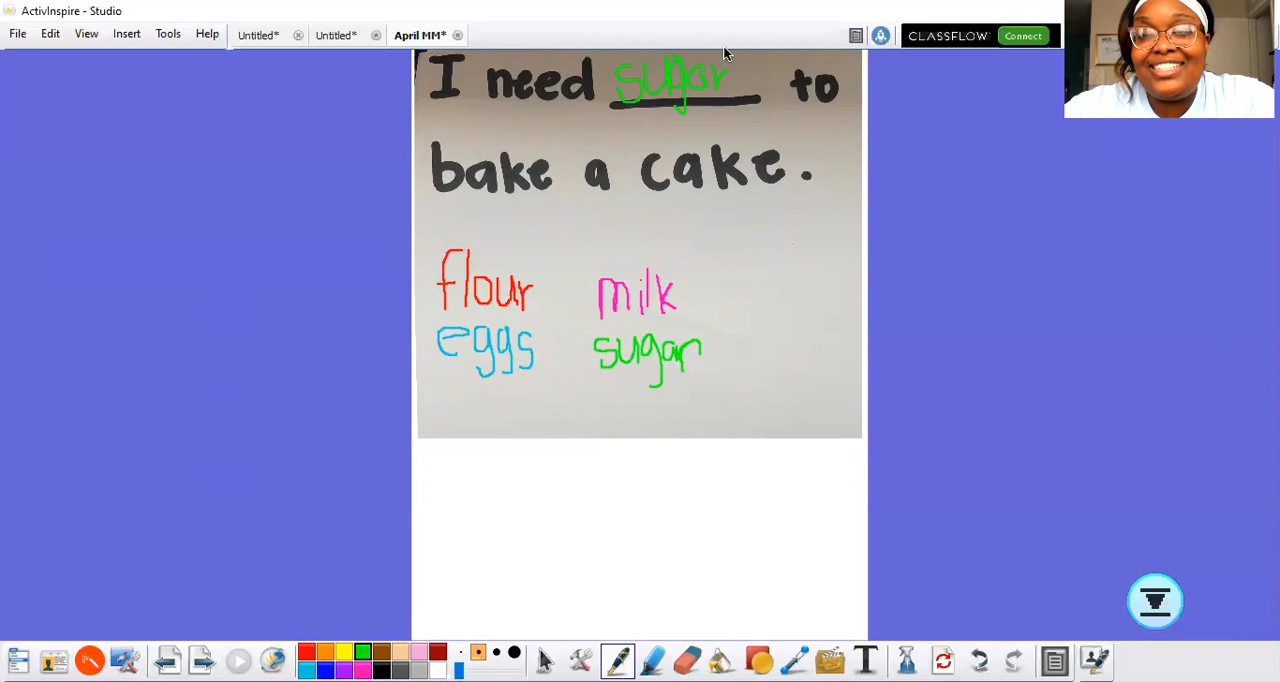 ActivInspire - Studio
File Edit View Insert Tools Help Untitled* Untitled* April MM* CLASSFLOW Connect
I need sugar to
bake a cake.
flour milk
eggs sugar
T